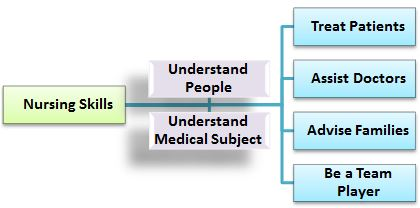 Nursing Skills
Understand
People
Understand
Medical Subject
Treat Patients
Assist Doctors
Advise Families
Be a Team
Player